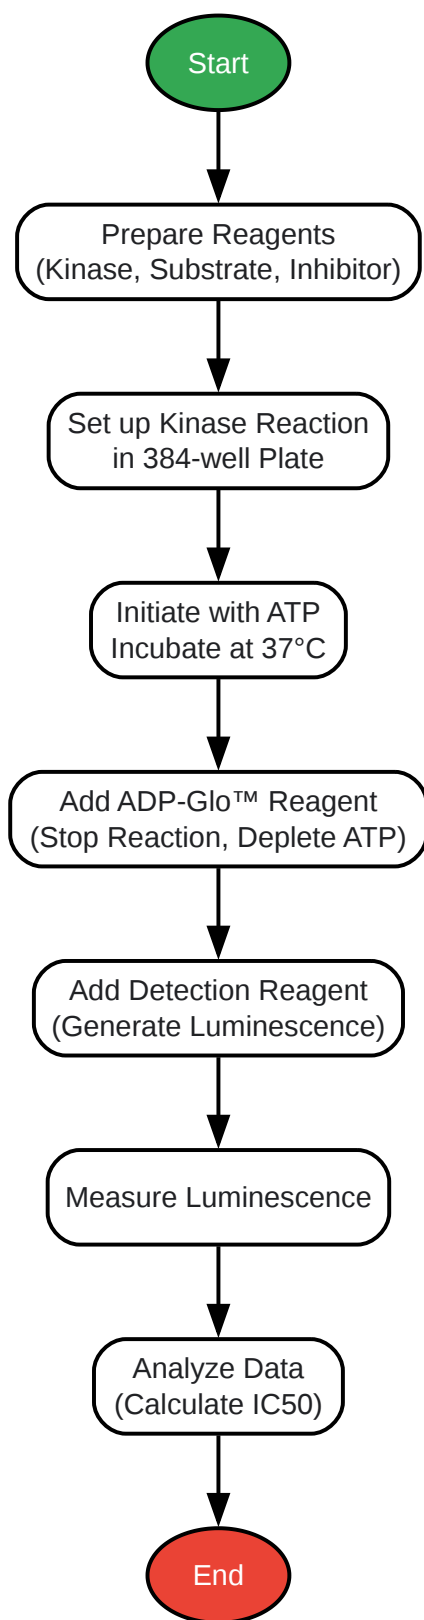 Start
Prepare Reagents
(Kinase, Substrate, Inhibitor)
Set up Kinase Reaction
in 384-well Plate
Initiate with ATP
Incubate at 37°C
Add ADP-Glo™ Reagent
(Stop Reaction, Deplete ATP)
Add Detection Reagent
(Generate Luminescence)
Measure Luminescence
Analyze Data
(Calculate IC50)
End